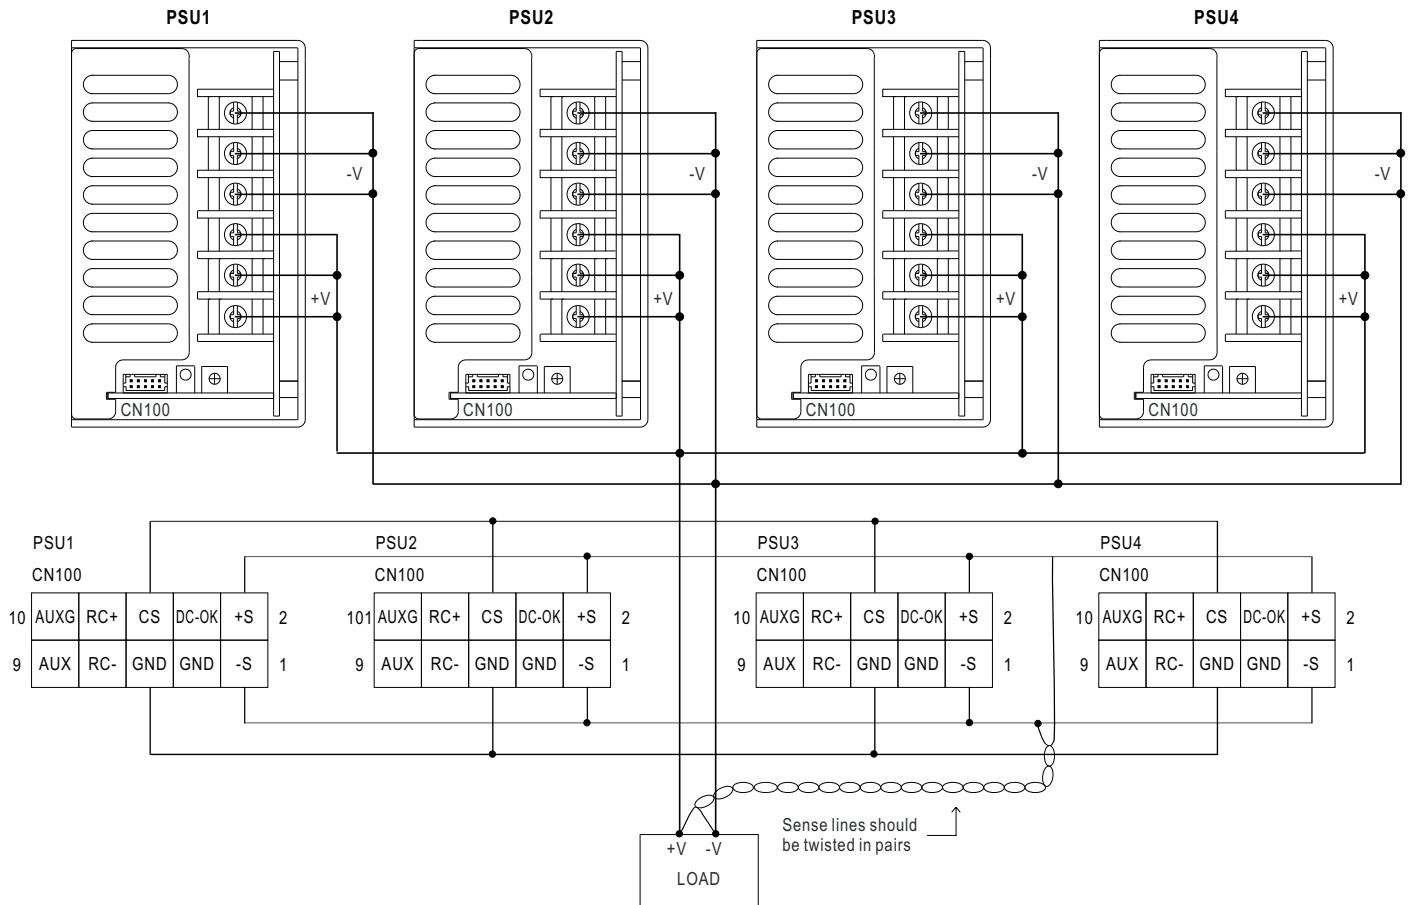 PSU1 PSU2 PSU3 PSU4
-V -V -V -V
+V +V +V +V
CN100 CN100 CN100 CN100
PSU1 PSU2 PSU3 PSU4
CN100 CN100 CN100 CN100
10 AUXG RC+ CS DC-OK +S 2 101 AUXG RC+ CS DC-OK +S 2 10 AUXG RC+ CS DC-OK +S 2 10 AUXG RC+ CS DC-OK +S 2
9 AUX RC- GND GND -S 1 9 AUX RC- GND GND -S 1 9 AUX RC- GND GND -S 1 9 AUX RC- GND GND -S 1
Sense lines should
be twisted in pairs
+V -V
LOAD